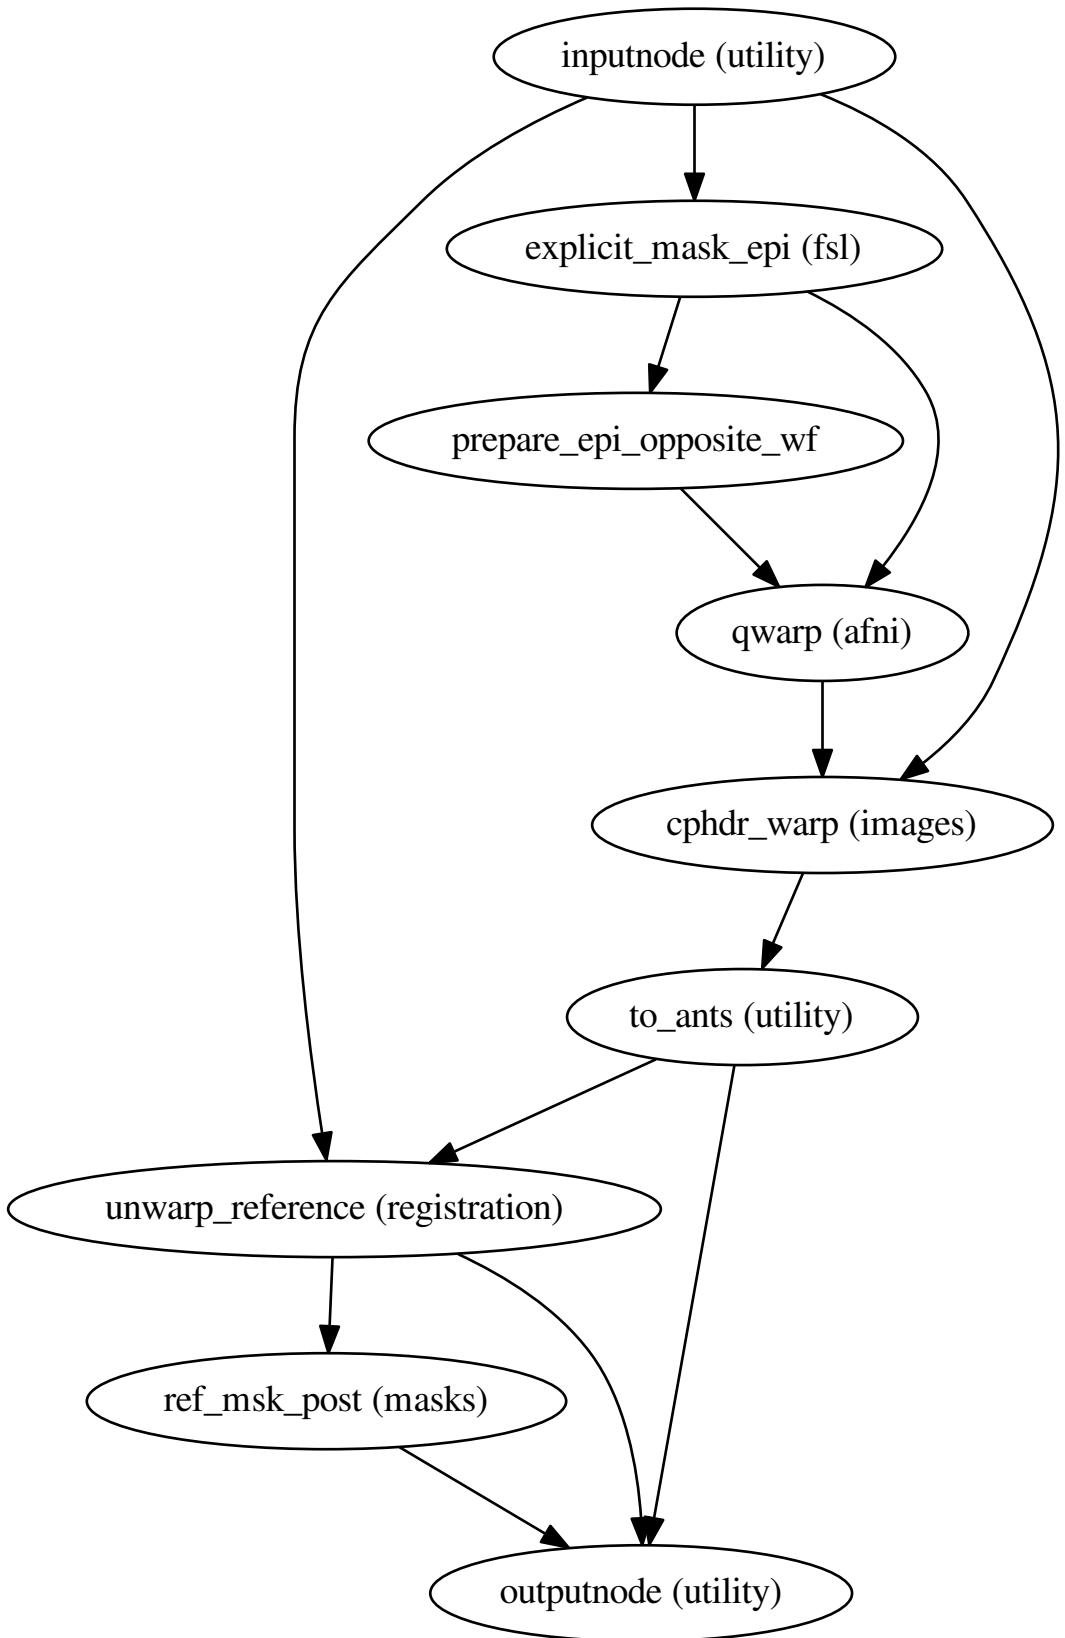 inputnode (utility)
explicit_mask_epi (fsl)
prepare_epi_opposite_wf
qwarp (afni)
cphdr_warp (images)
to_ants (utility)
unwarp_reference (registration)
ref_msk_post (masks)
outputnode (utility)